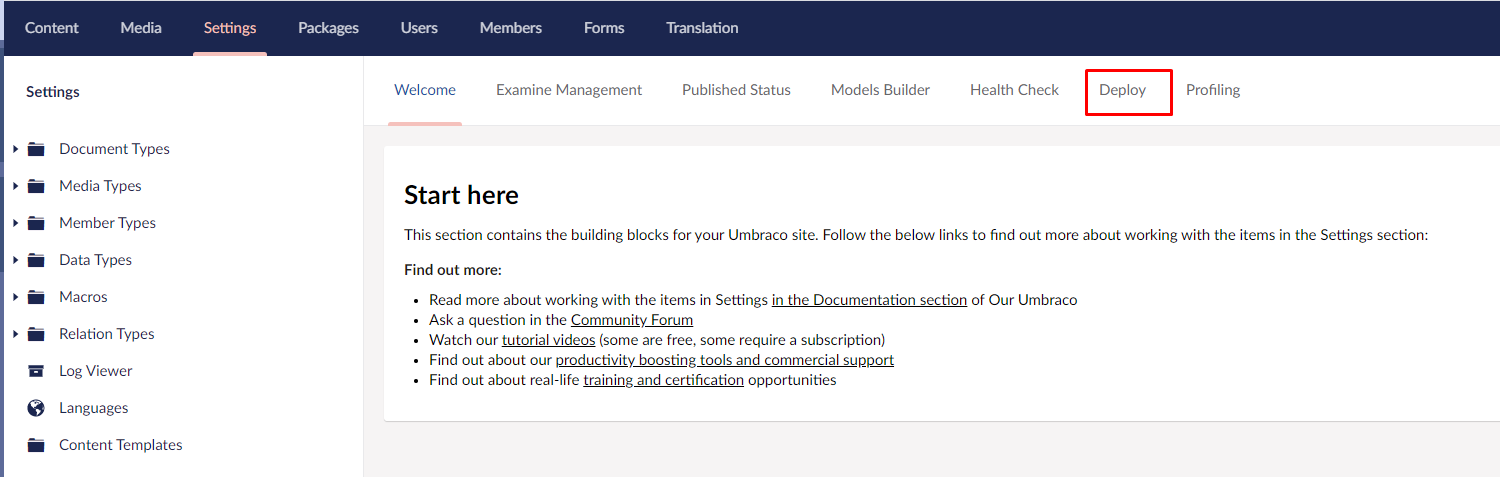 Content Media Settings Packages Users Members Forms Translation
Settings
Welcome Examine Management Published Status Models Builder Health Check Deploy Profiling
Document Types
Media Types
Member Types
Data Types
Macros
Relation Types
Log Viewer
Languages
Content Templates
Start here
This section contains the building blocks for your Umbraco site. Follow the below links to find out more about working with the items in the Settings section:
Find out more:
• Read more about working with the items in Settings in the Documentation section of Our Umbraco
• Ask a question in the Community Forum
• Watch our tutorial videos (some are free, some require a subscription)
• Find out about our productivity boosting tools and commercial support
• Find out about real-life training and certification opportunities